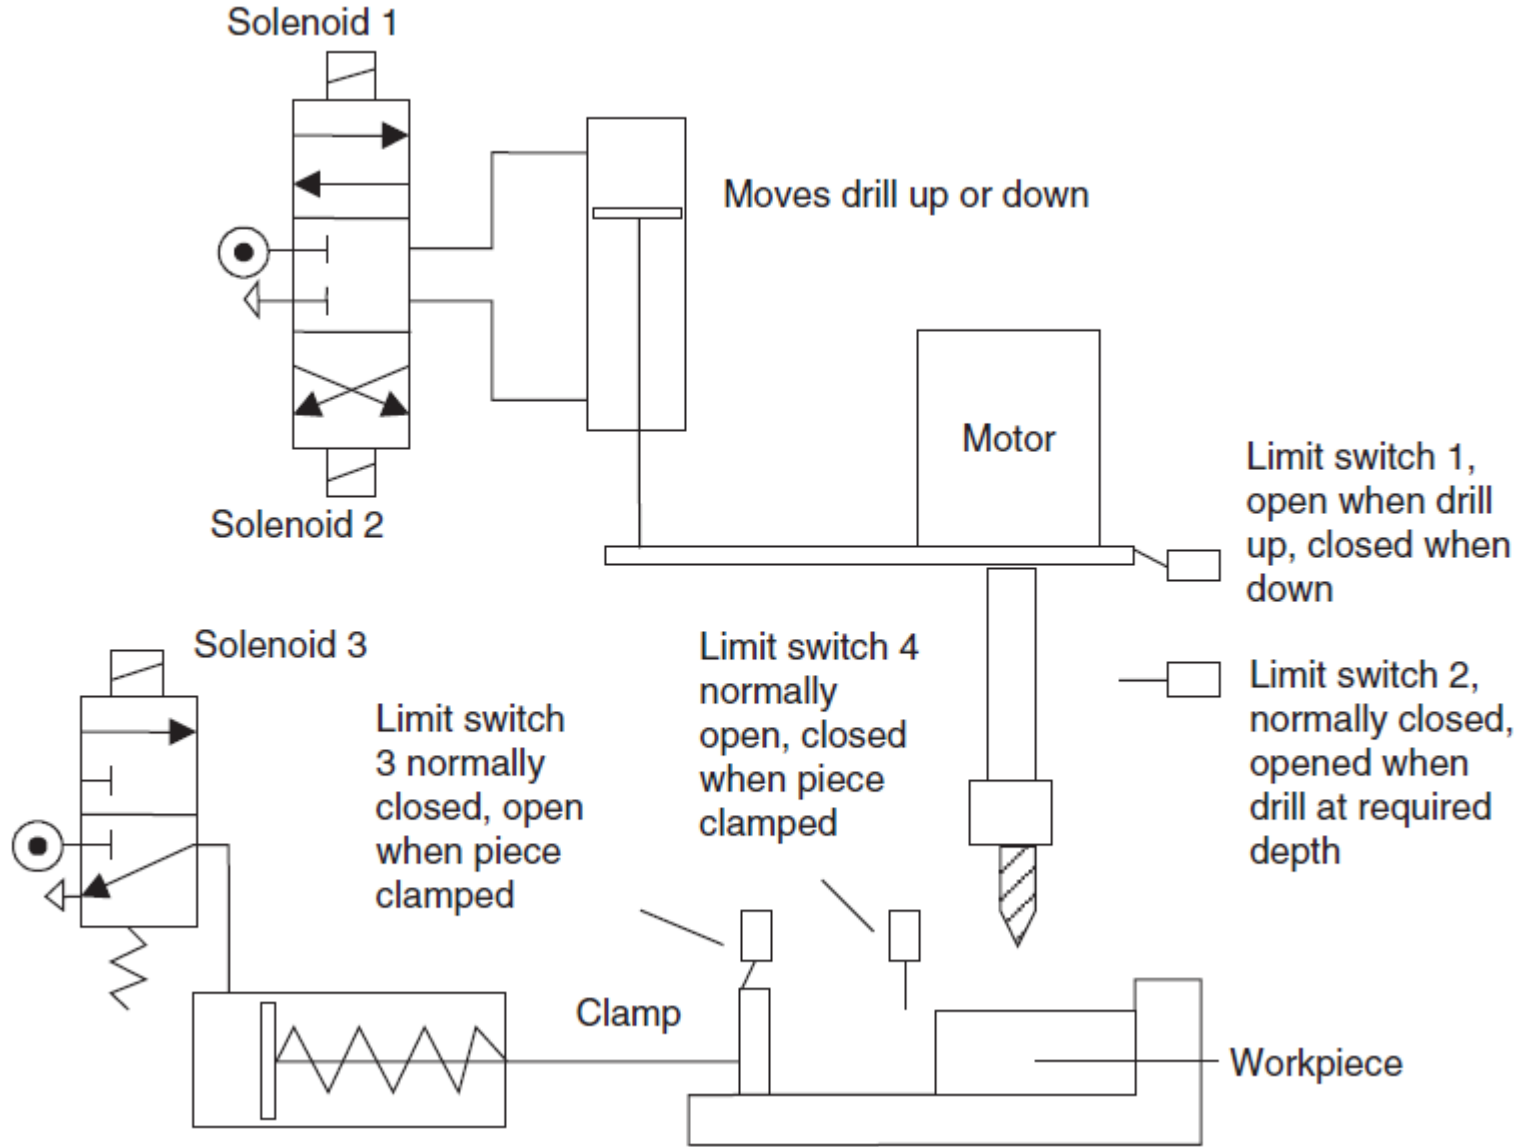 Solenoid 1
Moves drill up or down
Motor
Limit switch 1,
open when drill
up, closed when
down
Solenoid 2
Solenoid 3
Limit switch 4
normally
open, closed
when piece
clamped
Limit switch 2,
normally closed,
opened when
drill at required
depth
Limit switch
3 normally
closed, open
when piece
clamped
Clamp
Workpiece